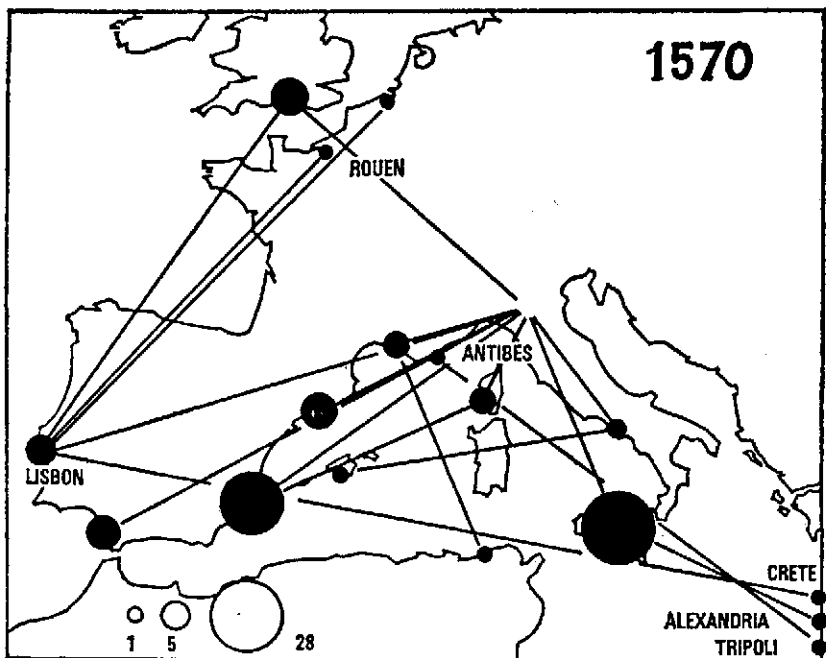 1570
ROUEN
ANTIBES
LISBON
CRETE
ALEXANDRIA
TRIPOLI
1 5 28